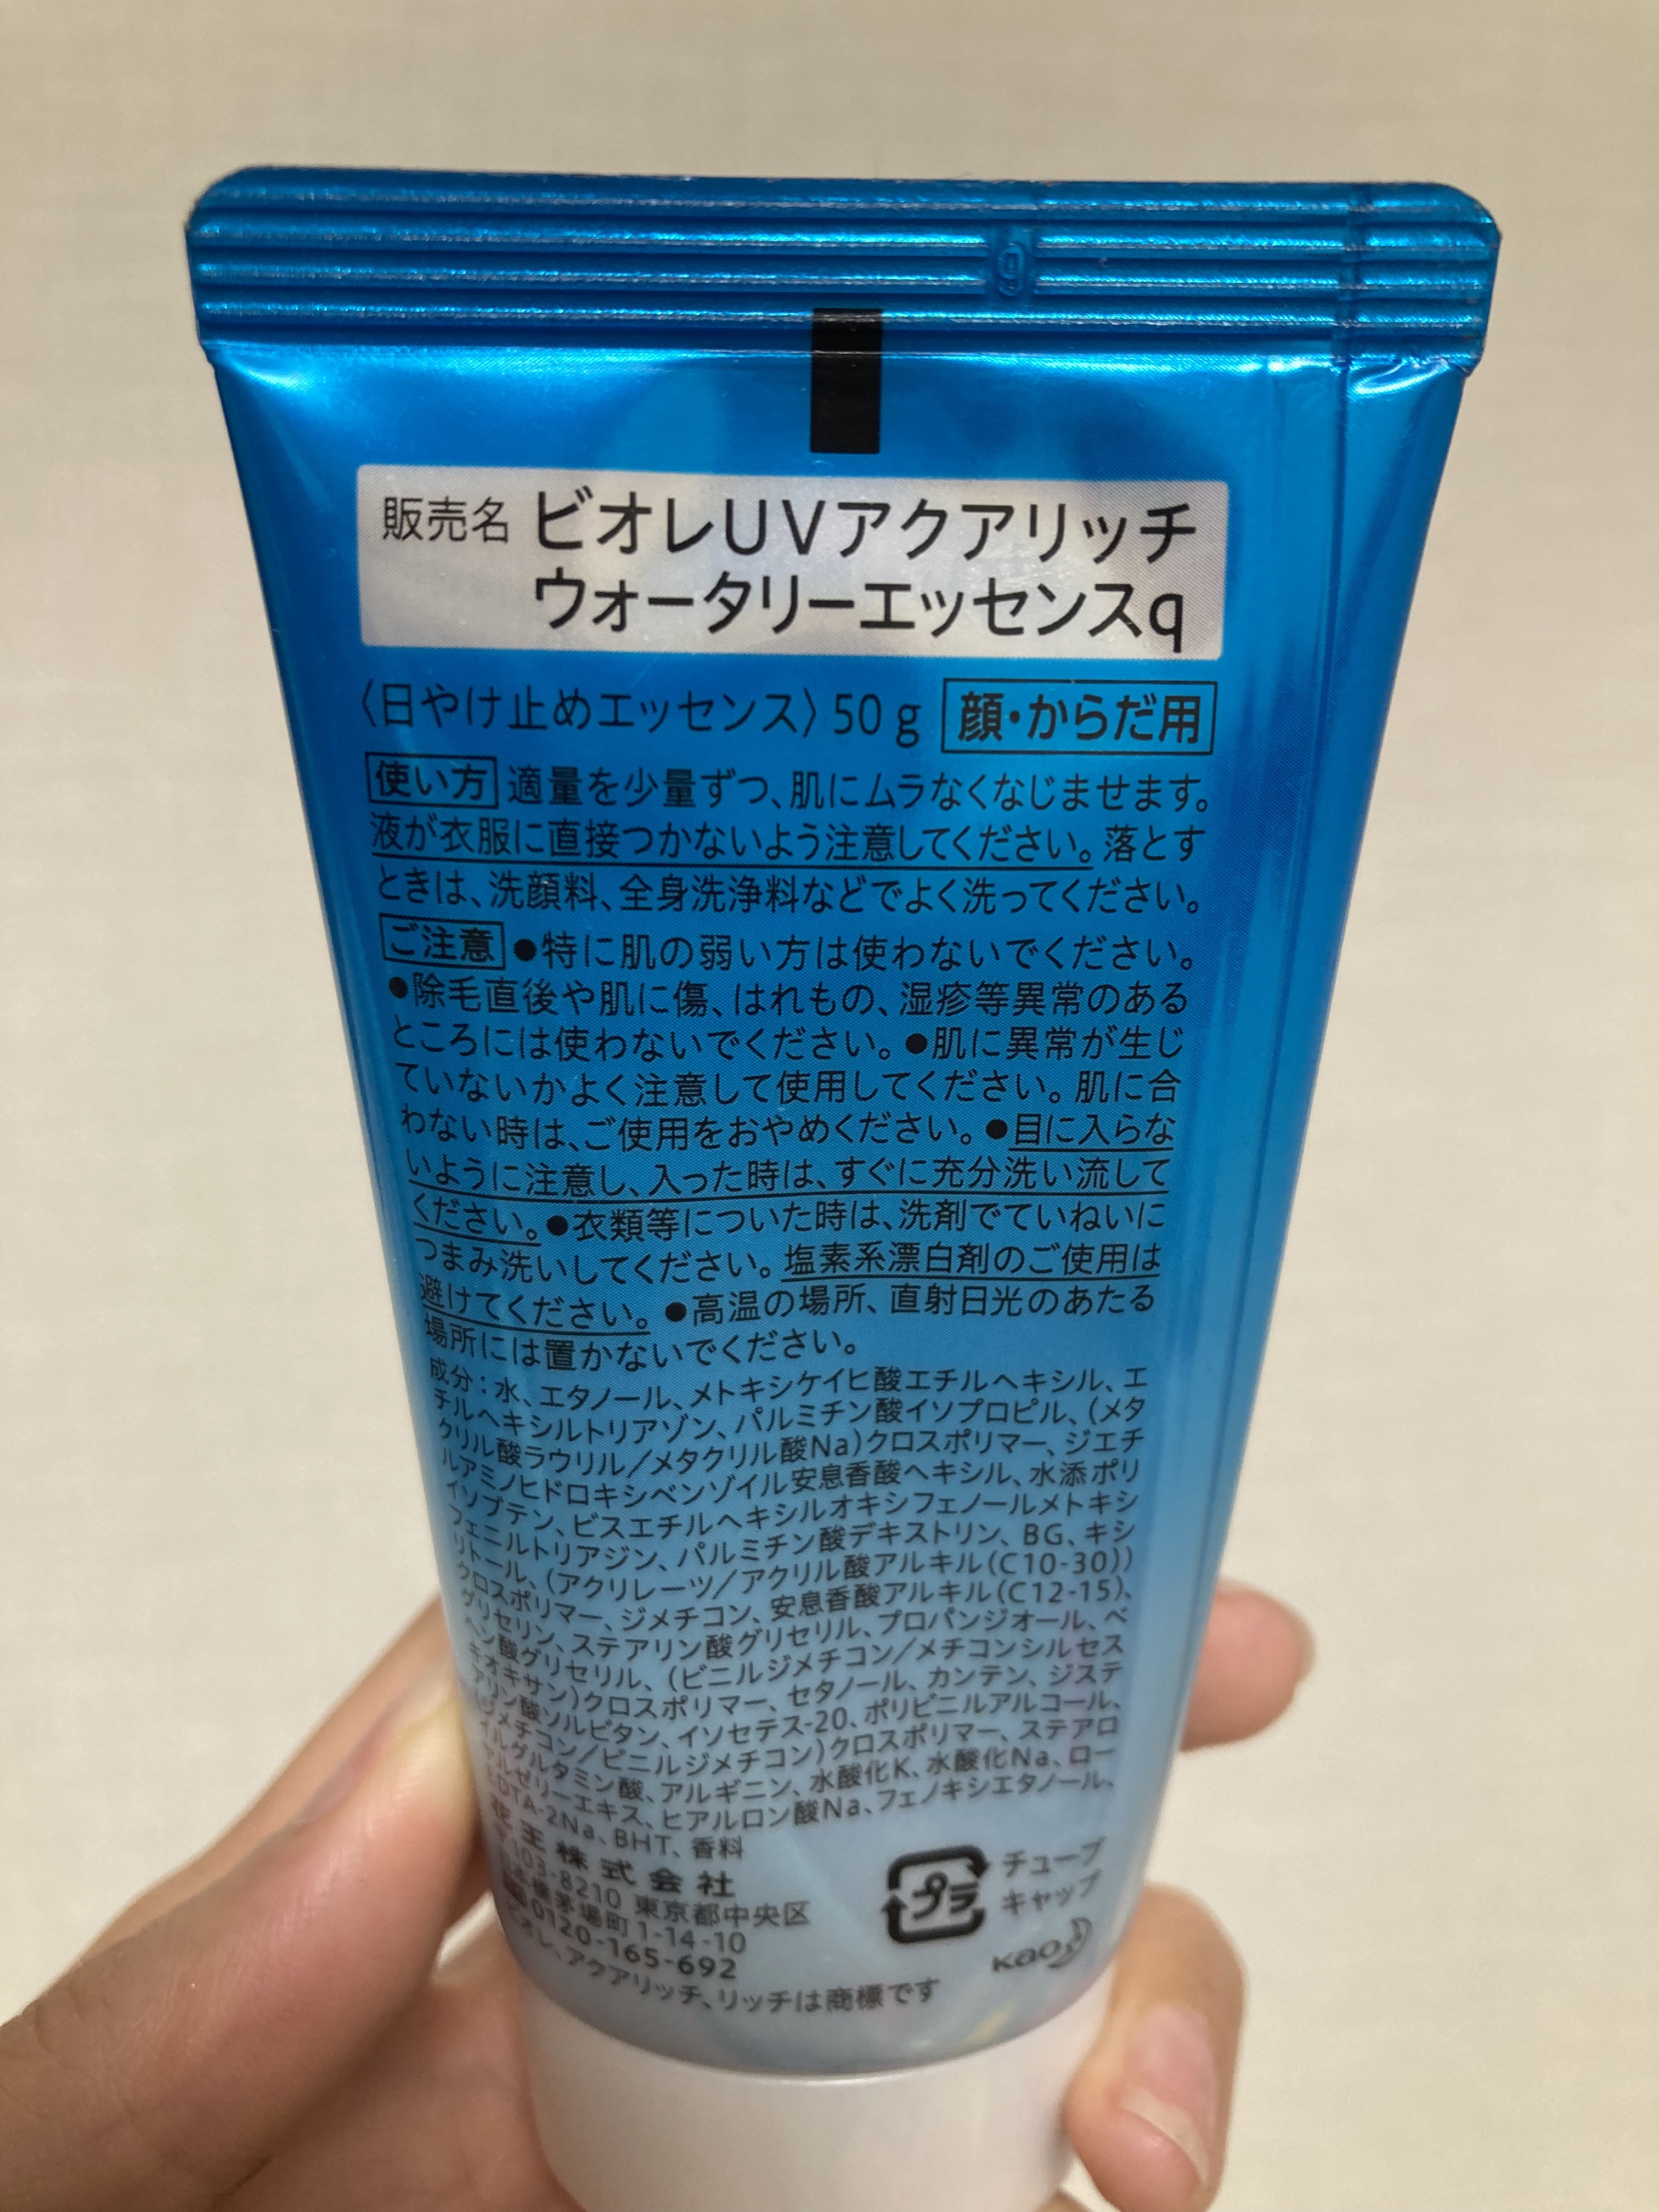 g
販売名 ビオレUVアクアリッチ
ウォータリーエッセンスq
〈日やけ止めエッセンス〉50g 顔・からだ用
使い方 適量を少量ずつ、肌にムラなくなじませます。
液が衣服に直接つかないよう注意してください。落とす
ときは、洗顔料、全身洗浄料などでよく洗ってください。
ご注意 ●特に肌の弱い方は使わないでください。
●除毛直後や肌に傷、はれもの、湿疹等異常のある
ところには使わないでください。●肌に異常が生じ
ていないかよく注意して使用してください。肌に合
わない時は、ご使用をおやめください。●目に入らな
いように注意し、入った時は、すぐに充分洗い流して
ください。●衣類等についた時は、洗剤でていねいに
つまみ洗いしてください。塩素系漂白剤のご使用は
避けてください。●高温の場所、直射日光のあたる
場所には置かないでください。
成分：水、エタノール、メトキシケイヒ酸エチルヘキシル、エ
チルヘキシルトリアゾン、パルミチン酸イソプロピル、（メタ
クリル酸ラウリル／メタクリル酸Na）クロスポリマー、ジエチ
ルアミノヒドロキシベンゾイル安息香酸ヘキシル、水添ポリ
イソブテン、ビスエチルヘキシルオキシフェノールメトキシ
フェニルトリアジン、パルミチン酸デキストリン、BG、キシ
リトール、（アクリレーツ／アクリル酸アルキル（C10-30））
クロスポリマー、ジメチコン、安息香酸アルキル（C12-15）、
グリセリン、ステアリン酸グリセリル、プロパンジオール、ベ
ヘン酸グリセリル、（ビニルジメチコン／メチコンシルセス
キオキサン）クロスポリマー、セタノール、カンテン、ジステ
アリン酸ソルビタン、イソセテス-20、ポリビニルアルコール、
（ジメチコン／ビニルジメチコン）クロスポリマー、ステアロ
イルグルタミン酸、アルギニン、水酸化K、水酸化Na、ロー
ヤルゼリーエキス、ヒアルロン酸Na、フェノキシエタノール、
EDTA-2Na、BHT、香料
花王株式会社
103-8210 東京都中央区
茅場町1-14-10
0120-165-692
ビオレ、アクアリッチ、リッチは商標です
プラ チューブ
キャップ
Kao